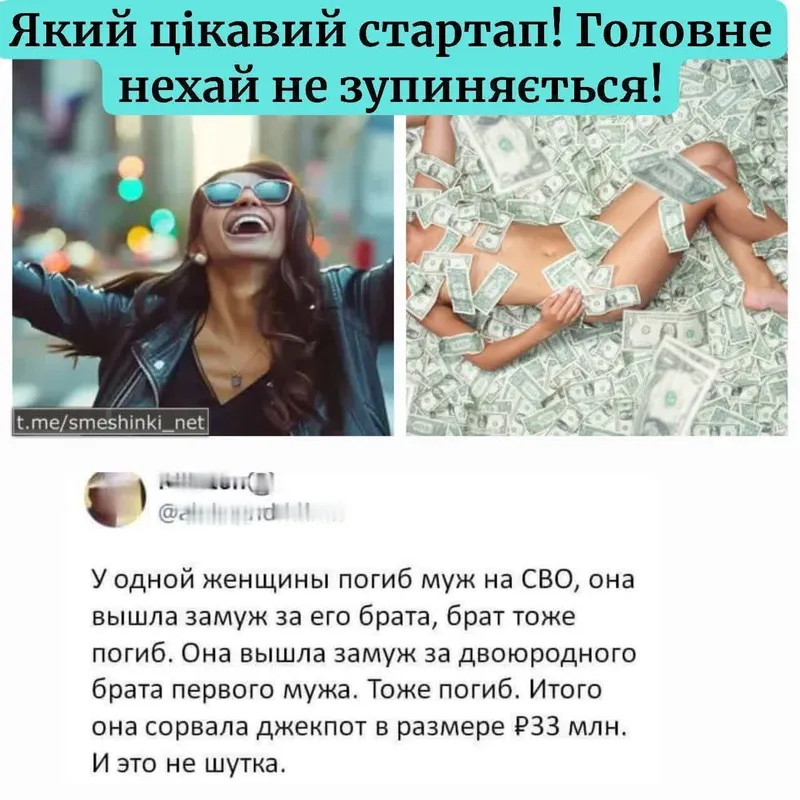 Який цікавий стартап! Головне
нехай не зупиняється!
t.me/smeshinki_net
У одной женщины погиб муж на СВО, она
вышла замуж за его брата, брат тоже
погиб. Она вышла замуж за двоюродного
брата первого мужа. Тоже погиб. Итого
она сорвала джекпот в размере ₽33 млн.
И это не шутка.